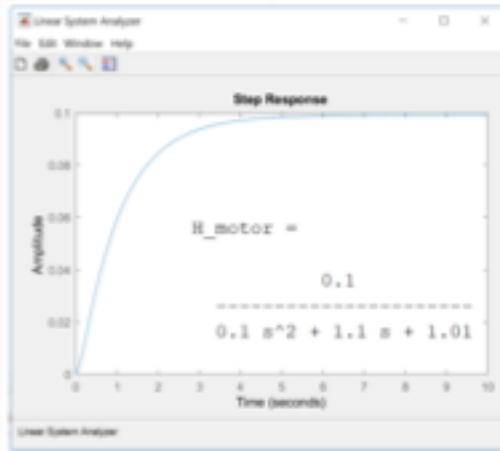 Linear System Analyzer
File Edit Window Help
Step Response
0.1
0.08
0.06
0.04
0.02
0
Amplitude
H_motor =
0.1
-----------------------
0.1 s^2 + 1.1 s + 1.01
0 1 2 3 4 5 6 7 8 9 10
Time (seconds)
Linear System Analyzer